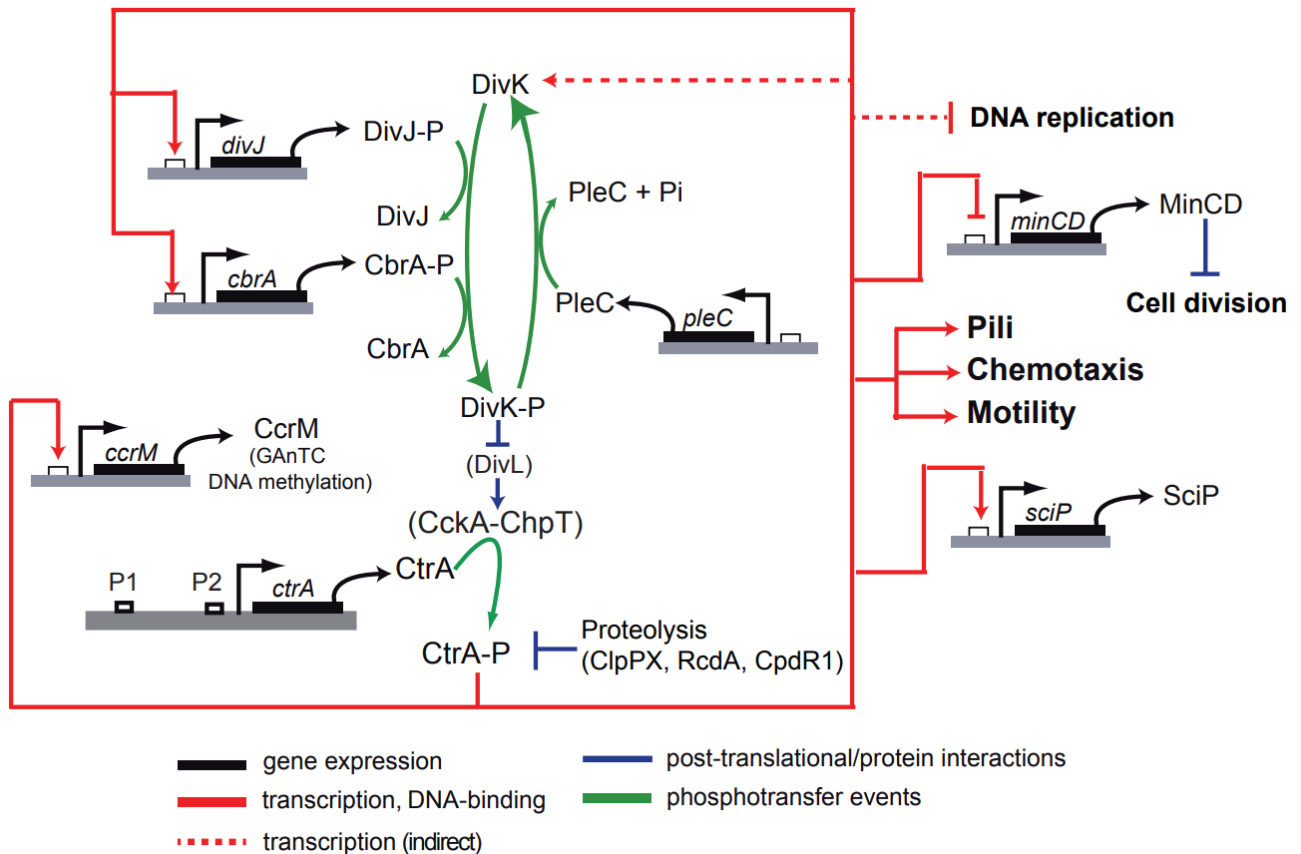 DivK
DNA replication
divJ
DivJ-P
DivJ
PleC + Pi
minCD
MinCD
Cell division
cbrA
CbrA-P
CbrA
PleC
pleC
Pili
Chemotaxis
Motility
DivK-P
(DivL)
(CckA-ChpT)
ccrM
CcrM
(GAnTC
DNA methylation)
sciP
SciP
P1
P2
ctrA
CtrA
CtrA-P
Proteolysis
(ClpPX, RcdA, CpdR1)
gene expression
transcription, DNA-binding
transcription (indirect)
post-translational/protein interactions
phosphotransfer events